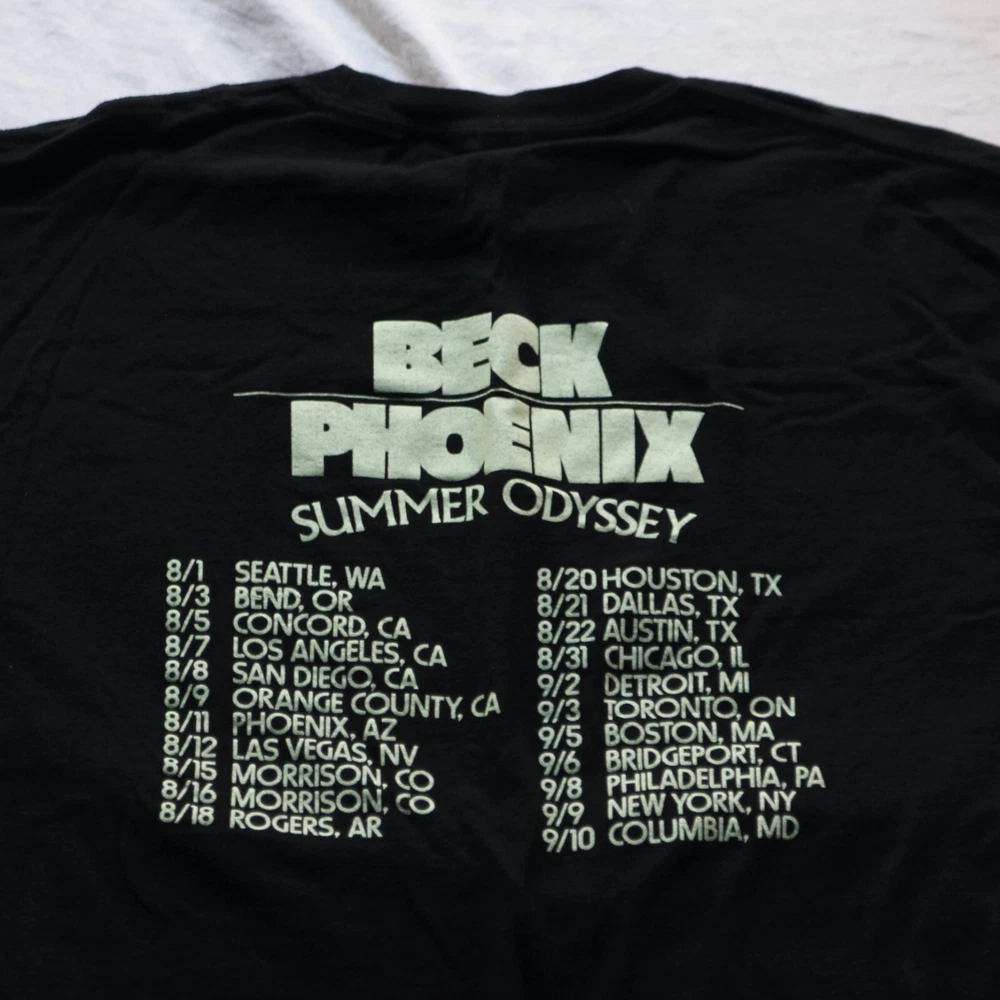 BECK
PHOENIX
SUMMER ODYSSEY
8/1 SEATTLE, WA
8/3 BEND, OR
8/5 CONCORD, CA
8/7 LOS ANGELES, CA
8/8 SAN DIEGO, CA
8/9 ORANGE COUNTY, CA
8/11 PHOENIX, AZ
8/12 LAS VEGAS, NV
8/15 MORRISON, CO
8/16 MORRISON, CO
8/18 ROGERS, AR
8/20 HOUSTON, TX
8/21 DALLAS, TX
8/22 AUSTIN, TX
8/31 CHICAGO, IL
9/2 DETROIT, MI
9/3 TORONTO, ON
9/5 BOSTON, MA
9/6 BRIDGEPORT, CT
9/8 PHILADELPHIA, PA
9/9 NEW YORK, NY
9/10 COLUMBIA, MD